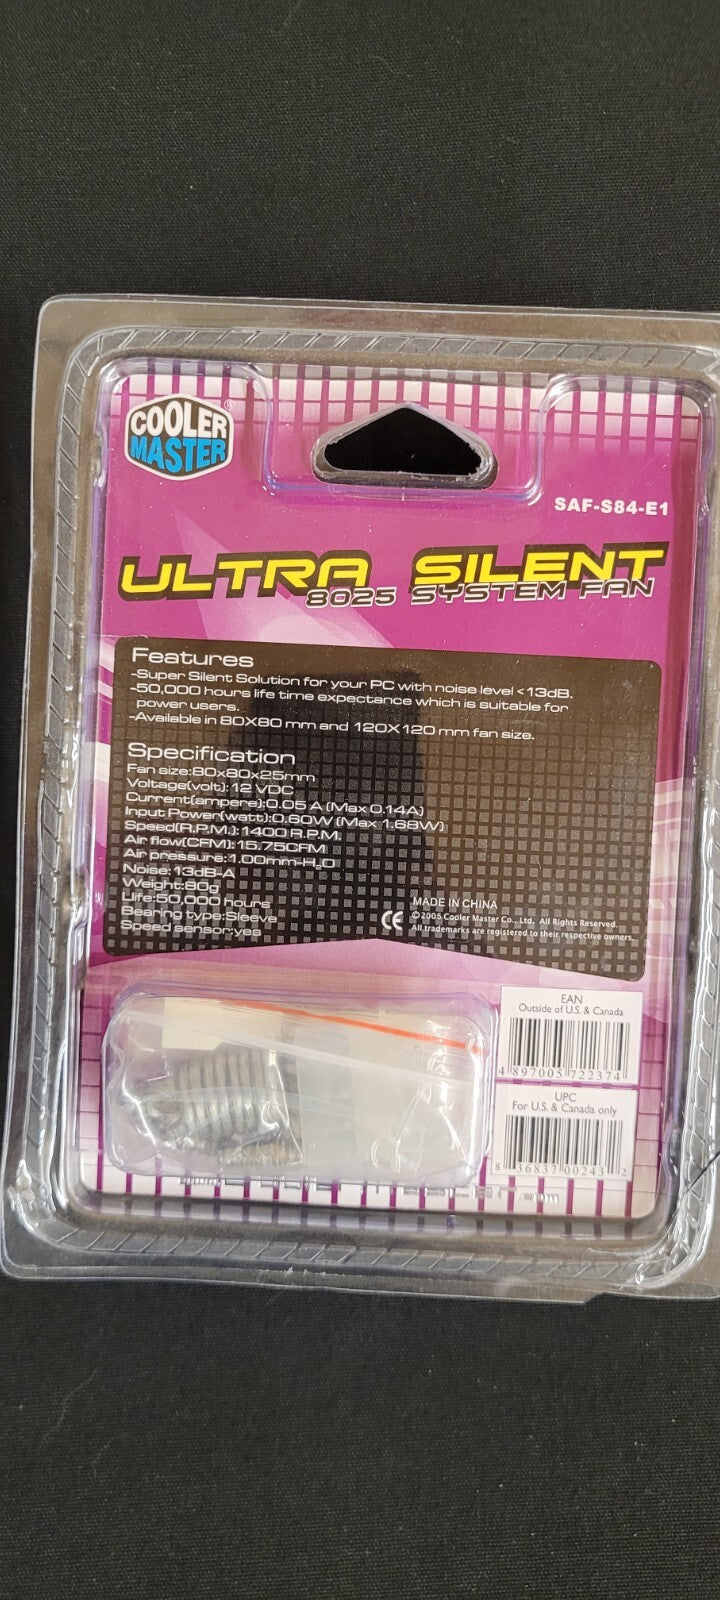 COOLER
MASTER
®
SAF-S84-E1
ULTRA SILENT
8025 SYSTEM FAN
Features
-Super Silent Solution for your PC with noise level <13dB.
-50,000 hours life time expectance which is suitable for
power users.
-Available in 80X80 mm and 120X120 mm fan size.
Specification
Fan size:80x80x25mm
Voltage(volt):12 VDC
Current(ampere):0.05 A (Max 0.14A)
Input Power(watt):0.60W (Max 1.68W)
Speed(R.P.M.):1400 R.P.M.
Air flow(CFM):15.75CFM
Air pressure:1.00mm-H₂O
Noise:13dB-A
Weight:80g
Llife:50,000 hours
Bearing type:Sleeve
Speed sensor:yes
MADE IN CHINA
CE ©2005 Cooler Master Co., Ltd. All Rights Reserved.
All trademarks are registered to their respective owners.
EAN
Outside of U.S. & Canada
4 897005 722374
UPC
For U.S. & Canada only
8 36837 00243 2